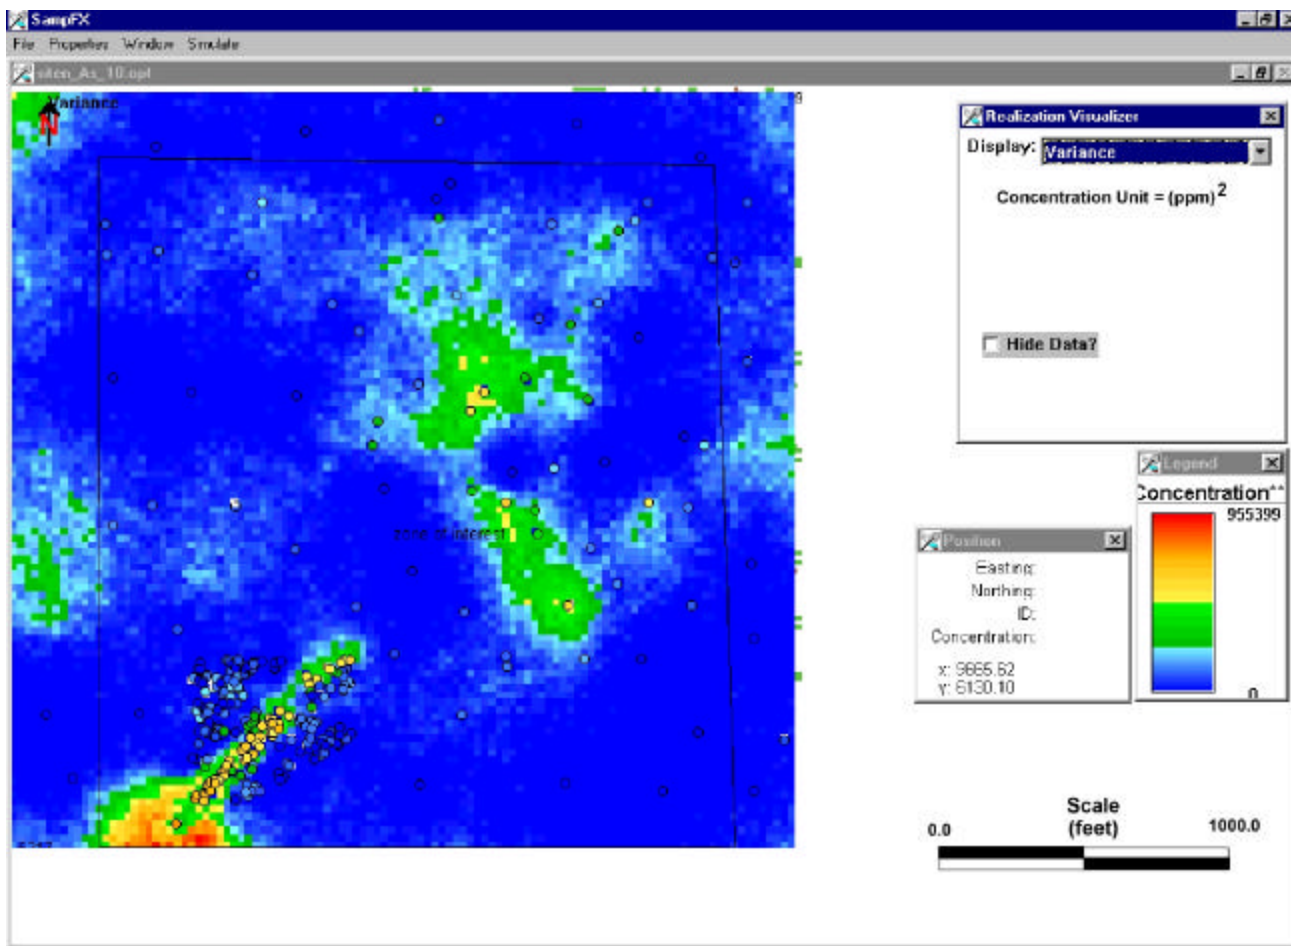 SampFX
File Properties Window Simulate
siten_As_10.opt
Variance
N
Realization Visualizer
Display: Variance
Concentration Unit = (ppm)2
Hide Data?
zone of interest
Legend
Concentration**
955399
0
Position
Easting:
Northing:
ID:
Concentration:
x: 9665.62
y: 6130.10
Scale
(feet)
0.0 1000.0